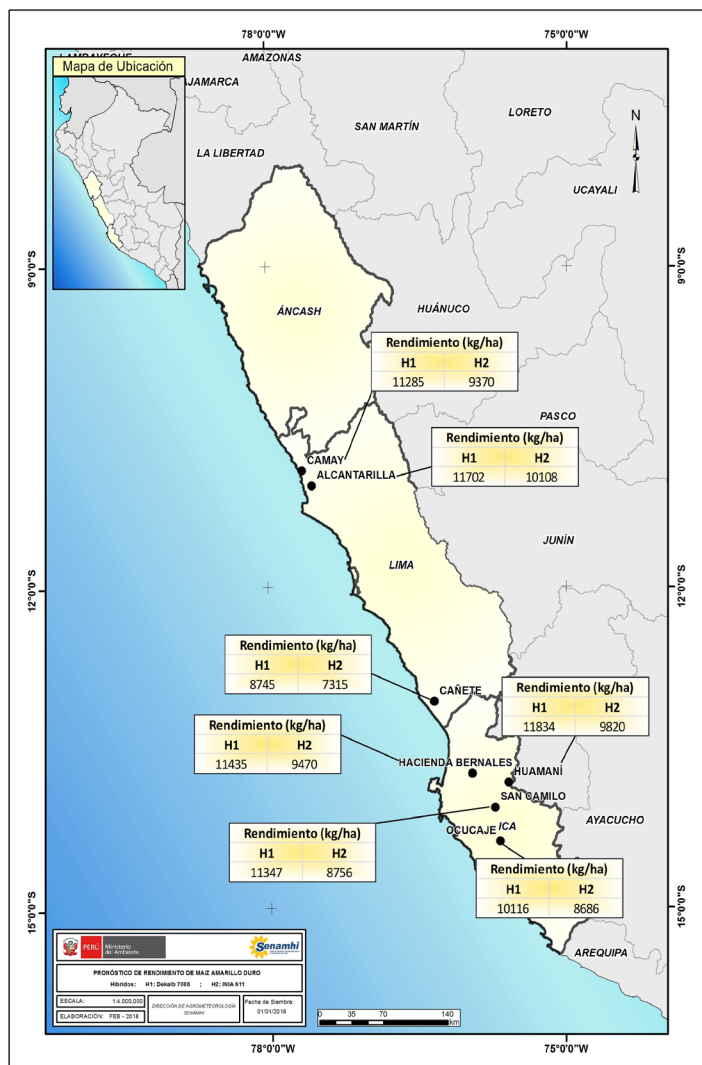 78°0'0"W
75°0'0"W
LAMBAYEQUE
AMAZONAS
Mapa de Ubicación
AJAMARCA
LORETO
SAN MARTÍN
N
LA LIBERTAD
UCAYALI
9°0'0"S
9°0'0"S
ÁNCASH
HUÁNUCO
Rendimiento (kg/ha)
H1 H2
11285 9370
PASCO
Rendimiento (kg/ha)
H1 H2
11702 10108
CAMAY
ALCANTARILLA
JUNÍN
LIMA
12°0'0"S
12°0'0"S
Rendimiento (kg/ha)
H1 H2
8745 7315
CAÑETE
Rendimiento (kg/ha)
H1 H2
11834 9820
Rendimiento (kg/ha)
H1 H2
11435 9470
HACIENDA BERNALES
HUAMANÍ
SAN CAMILO
AYACUCHO
OCUCAJE
ICA
Rendimiento (kg/ha)
H1 H2
11347 8756
Rendimiento (kg/ha)
H1 H2
10116 8686
15°0'0"S
15°0'0"S
AREQUIPA
PERÚ
Ministerio
del Ambiente
Senamhi
PRONÓSTICO DE RENDIMIENTO DE MAIZ AMARILLO DURO
Híbridos: H1: Dekalb 7088 ; H2: INIA 611
ESCALA: 1:4,000,000
DIRECCIÓN DE AGROMETEOROLOGÍA
SENAMHI
Fecha de Siembra:
01/01/2018
ELABORACIÓN: FEB - 2018
0 35 70 140
km
78°0'0"W
75°0'0"W